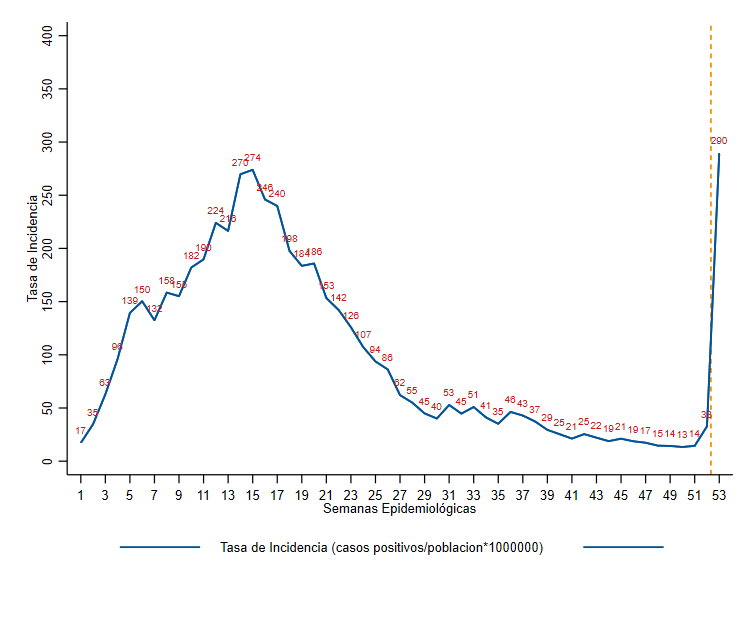 400
350
300
250
200
150
100
50
0
Tasa de Incidencia
17 35 63 96 139 150 132 158 155 182 190 224 216 270 274 246 240 198 184 186 153 142 126 107 94 86 62 55 45 40 53 45 51 41 35 46 43 37 29 25 21 25 22 19 21 19 17 15 14 13 14 290
1 3 5 7 9 11 13 15 17 19 21 23 25 27 29 31 33 35 37 39 41 43 45 47 49 51 53
Semanas Epidemiológicas
Tasa de Incidencia (casos positivos/poblacion*1000000)